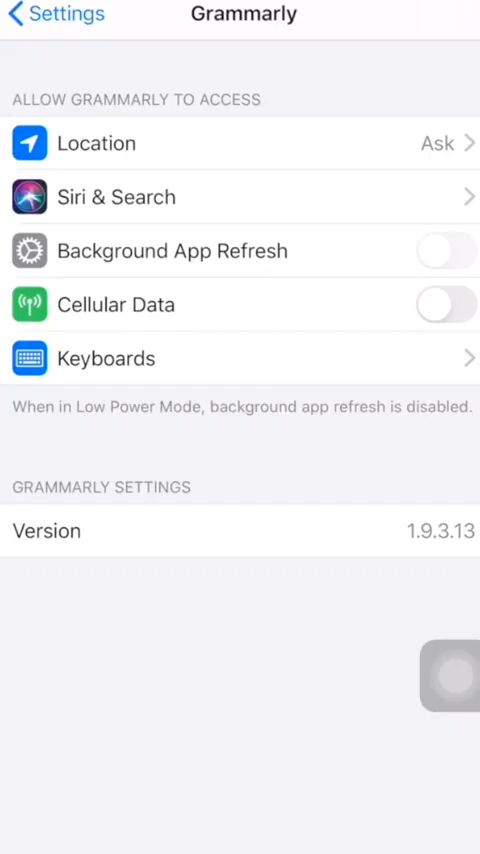 Settings
Grammarly
ALLOW GRAMMARLY TO ACCESS
Location Ask
Siri & Search
Background App Refresh
Cellular Data
Keyboards
When in Low Power Mode, background app refresh is disabled.
GRAMMARLY SETTINGS
Version 1.9.3.13